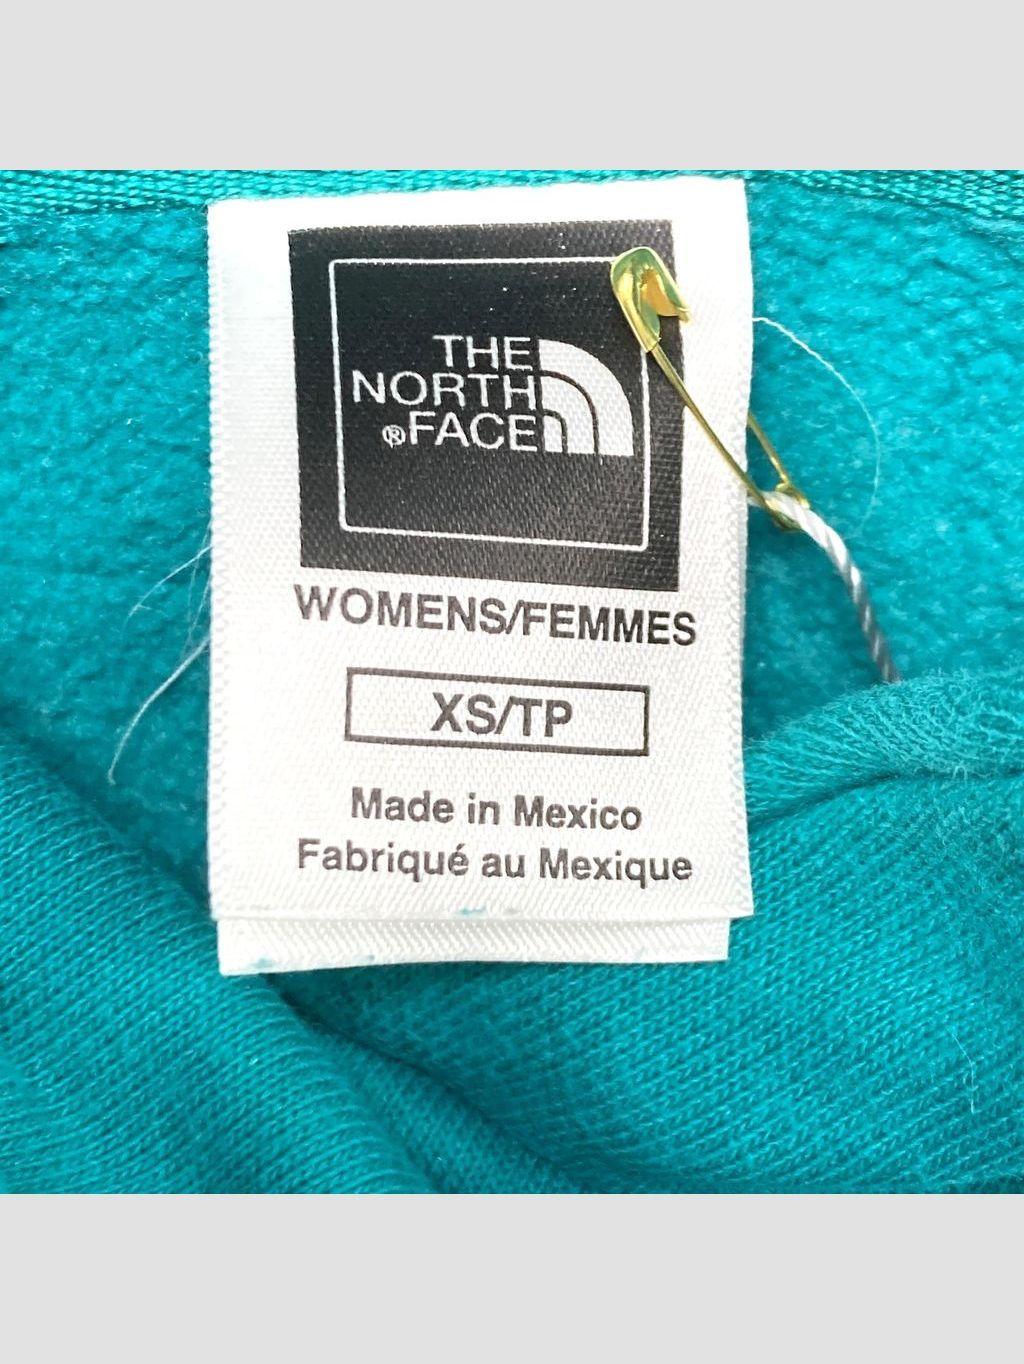 THE
NORTH
®FACE
WOMENS/FEMMES
XS/TP
Made in Mexico
Fabriqué au Mexique